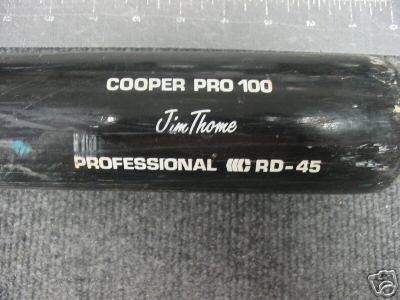 COOPER PRO 100
Jim Thome
PROFESSIONAL RD-45